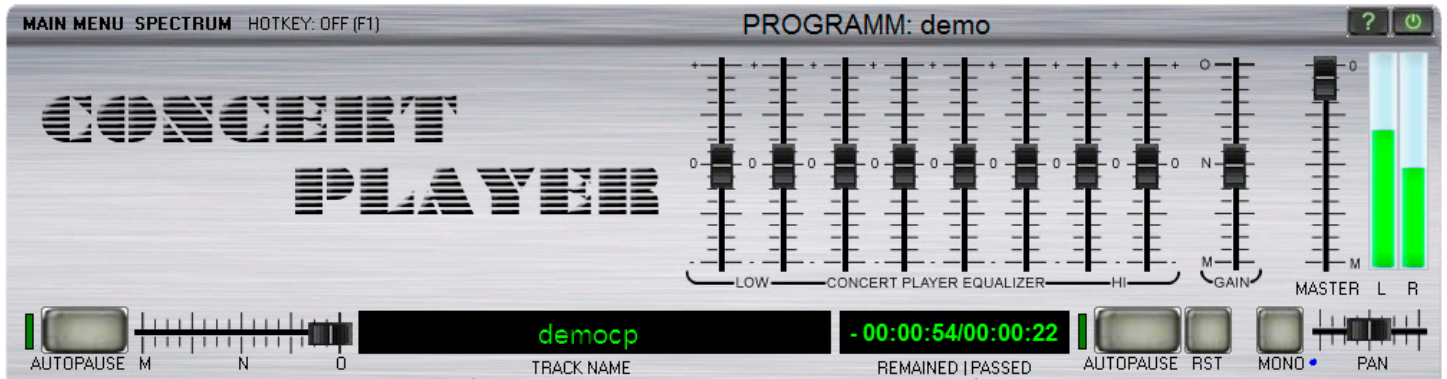 MAIN MENU SPECTRUM HOTKEY: OFF (F1) PROGRAMM: demo ?
CONCERT
PLAYER
+ + + + + + + + + O 0
0 0 0 0 0 0 0 0 0 N
M M
LOW CONCERT PLAYER EQUALIZER HI GAIN
MASTER L R
democp - 00:00:54/00:00:22
AUTOPAUSE M N O TRACK NAME REMAINED | PASSED AUTOPAUSE RST MONO PAN